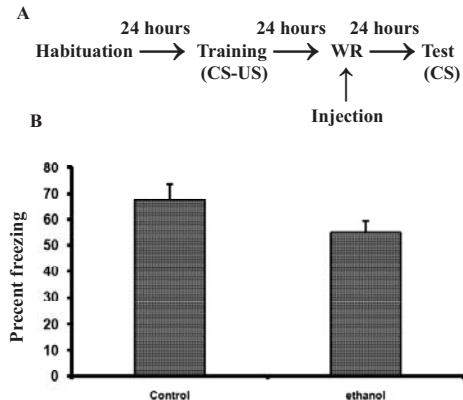 A
24 hours 24 hours 24 hours
Habituation Training WR Test
(CS-US) (CS)
Injection
B
80
70
60
50
40
30
20
10
0
Precent freezing
Control ethanol